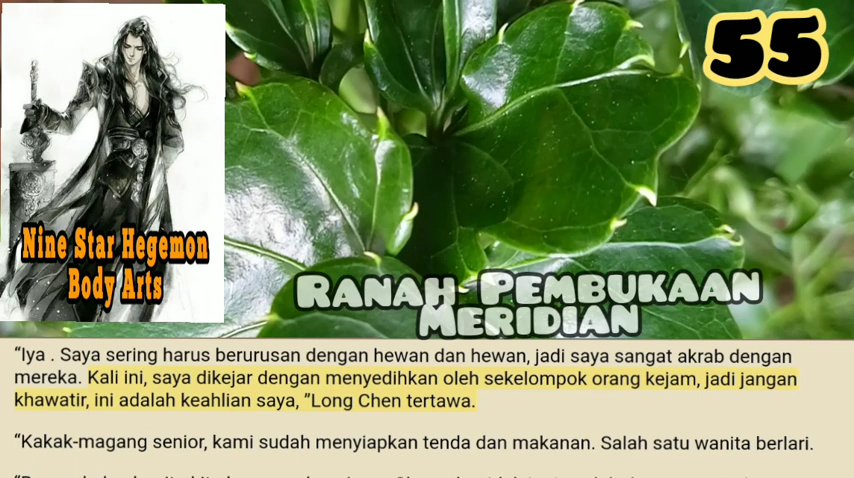 55
Nine Star Hegemon
Body Arts
Ranah Pembukaan
Meridian
“Iya . Saya sering harus berurusan dengan hewan dan hewan, jadi saya sangat akrab dengan
mereka. Kali ini, saya dikejar dengan menyedihkan oleh sekelompok orang kejam, jadi jangan
khawatir, ini adalah keahlian saya, ”Long Chen tertawa.
“Kakak-magang senior, kami sudah menyiapkan tenda dan makanan. Salah satu wanita berlari.